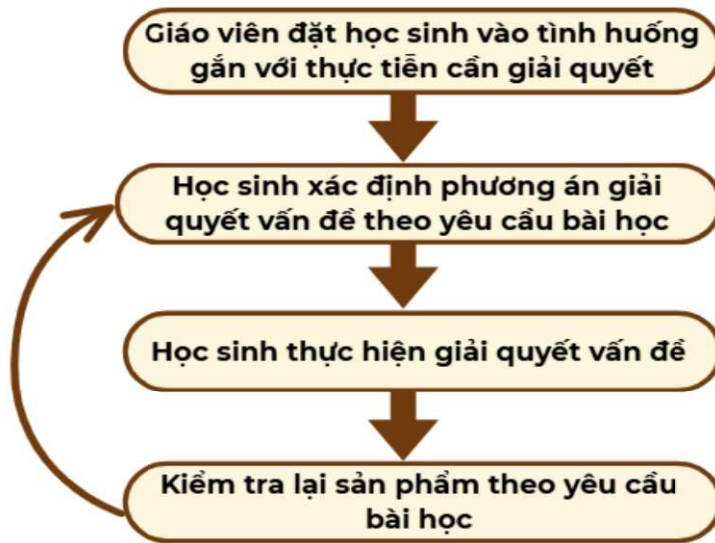 Giáo viên đặt học sinh vào tình huống
gắn với thực tiễn cần giải quyết
Học sinh xác định phương án giải
quyết vấn đề theo yêu cầu bài học
Học sinh thực hiện giải quyết vấn đề
Kiểm tra lại sản phẩm theo yêu cầu
bài học